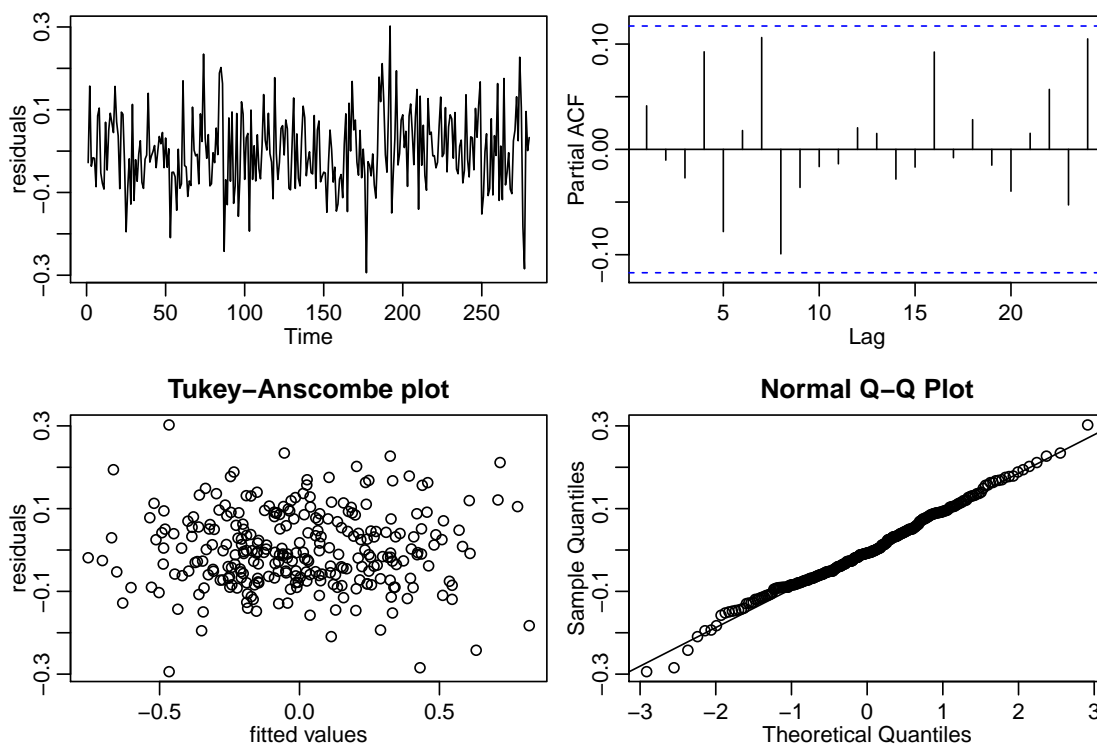 0.3
0.1
−0.1
−0.3
residuals
0 50 100 150 200 250
Time
0.10
0.00
−0.10
Partial ACF
5 10 15 20
Lag
Tukey−Anscombe plot
0.3
0.1
−0.1
−0.3
residuals
−0.5 0.0 0.5
fitted values
Normal Q−Q Plot
0.3
0.1
−0.1
−0.3
Sample Quantiles
−3 −2 −1 0 1 2 3
Theoretical Quantiles